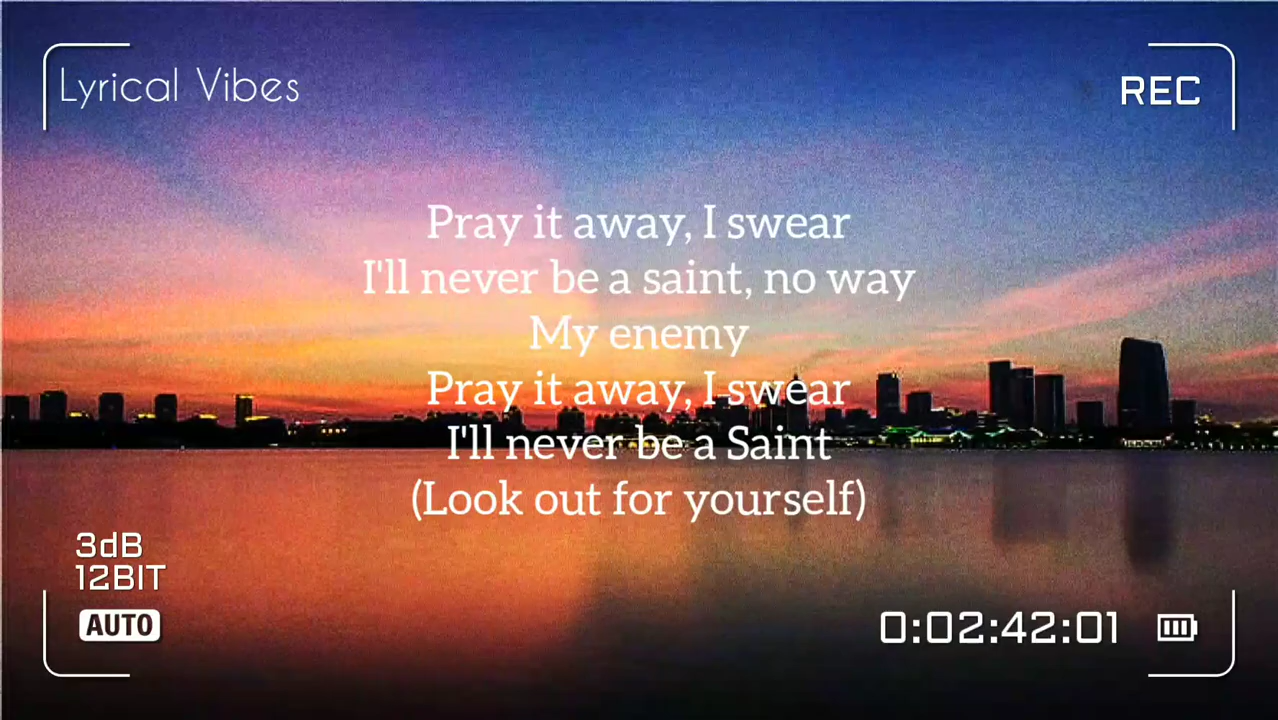 Lyrical Vibes
REC
Pray it away, I swear
I'll never be a saint, no way
My enemy
Pray it away, I swear
I'll never be a Saint
(Look out for yourself)
3dB
12BIT
AUTO
0:02:42:01